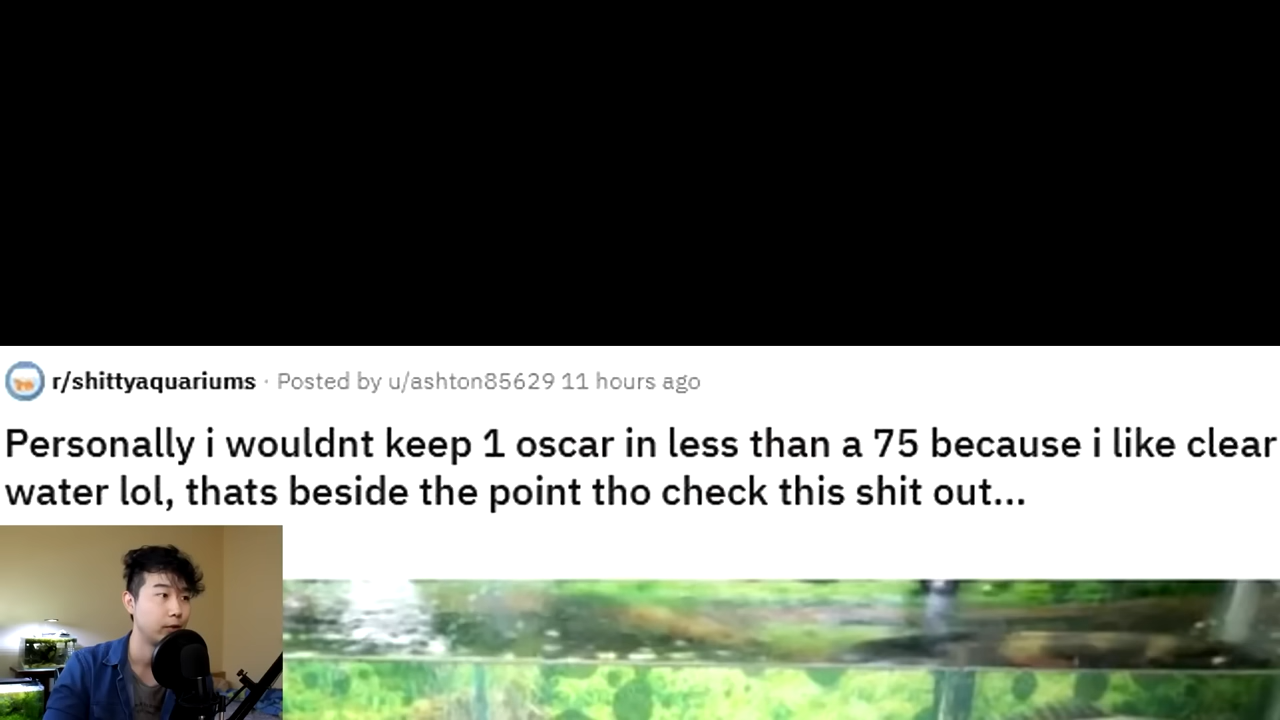 r/shittyaquariums · Posted by u/ashton85629 11 hours ago
Personally i wouldnt keep 1 oscar in less than a 75 because i like clear
water lol, thats beside the point tho check this shit out...